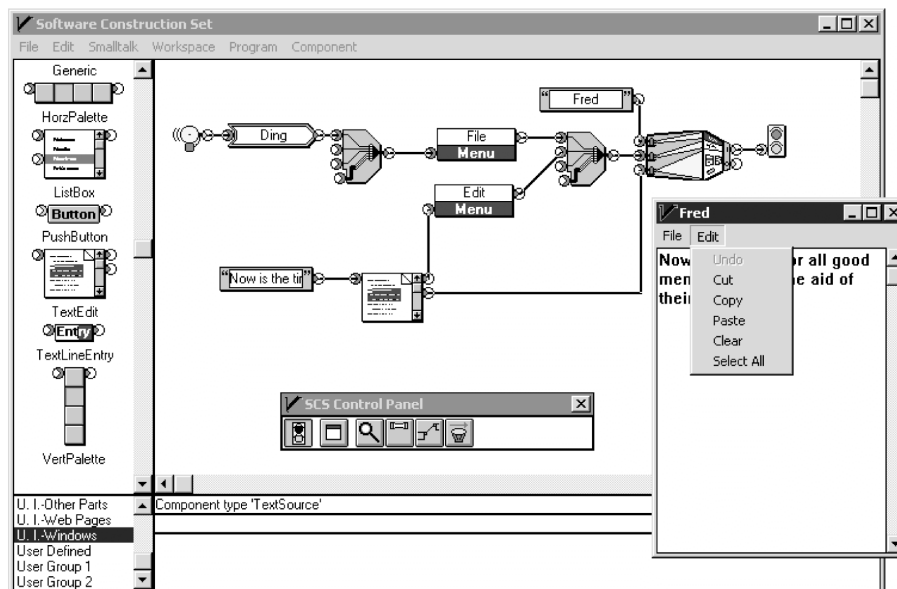 Software Construction Set
File Edit Smalltalk Workspace Program Component
Generic
HorzPalette
ListBox
Button
PushButton
TextEdit
Entry
TextLineEntry
VertPalette
U. I.-Other Parts
U. I.-Web Pages
U. I.-Windows
User Defined
User Group 1
User Group 2
Ding
File
Menu
Edit
Menu
"Fred"
"Now is the tir"
SCS Control Panel
Component type 'TextSource'
Fred
File Edit
Undo
Cut
Copy
Paste
Clear
Select All
Now or all good
men e aid of
their